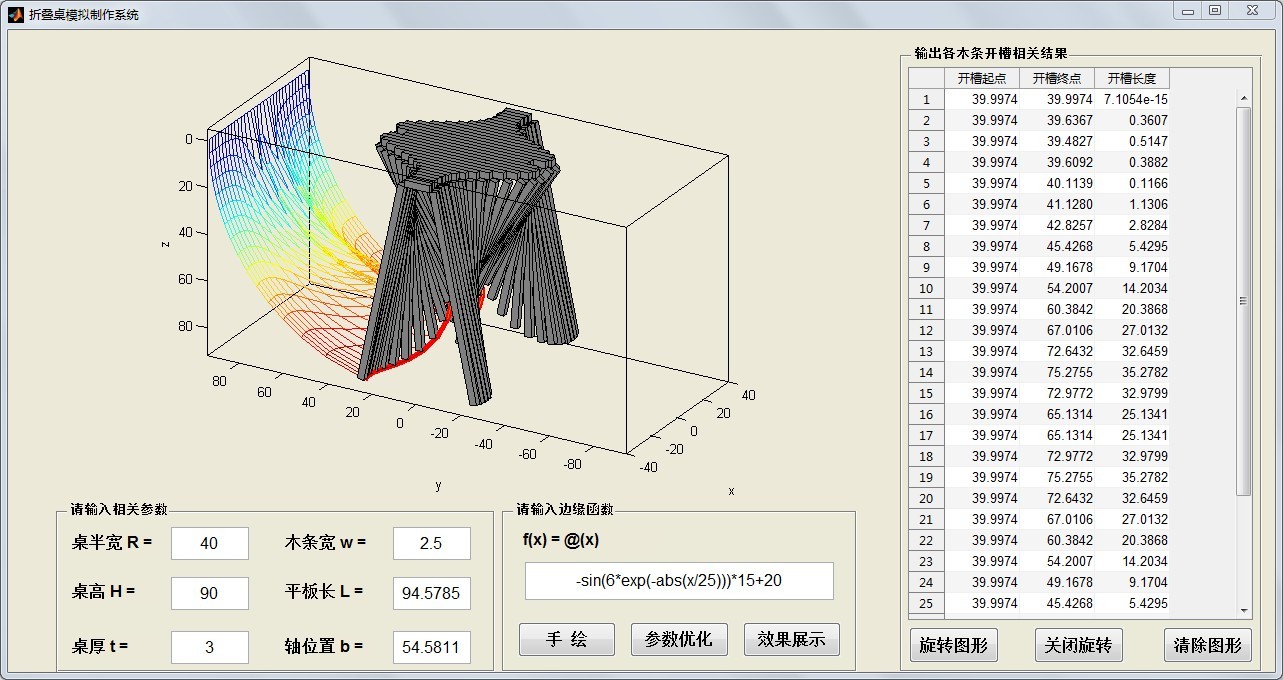 折叠桌模拟制作系统
0
20
40
60
80
z
80
60
40
20
0
-20
-40
-60
-80
y
-40
-20
0
20
40
x
请输入相关参数
桌半宽 R = 40 木条宽 w = 2.5
桌高 H = 90 平板长 L = 94.5785
桌厚 t = 3 轴位置 b = 54.5811
请输入边缘函数
f(x) = @(x)
-sin(6*exp(-abs(x/25)))*15+20
手 绘 参数优化 效果展示
输出各木条开槽相关结果
开槽起点 开槽终点 开槽长度
1 39.9974 39.9974 7.1054e-15
2 39.9974 39.6367 0.3607
3 39.9974 39.4827 0.5147
4 39.9974 39.6092 0.3882
5 39.9974 40.1139 0.1166
6 39.9974 41.1280 1.1306
7 39.9974 42.8257 2.8284
8 39.9974 45.4268 5.4295
9 39.9974 49.1678 9.1704
10 39.9974 54.2007 14.2034
11 39.9974 60.3842 20.3868
12 39.9974 67.0106 27.0132
13 39.9974 72.6432 32.6459
14 39.9974 75.2755 35.2782
15 39.9974 72.9772 32.9799
16 39.9974 65.1314 25.1341
17 39.9974 65.1314 25.1341
18 39.9974 72.9772 32.9799
19 39.9974 75.2755 35.2782
20 39.9974 72.6432 32.6459
21 39.9974 67.0106 27.0132
22 39.9974 60.3842 20.3868
23 39.9974 54.2007 14.2034
24 39.9974 49.1678 9.1704
25 39.9974 45.4268 5.4295
旋转图形 关闭旋转 清除图形